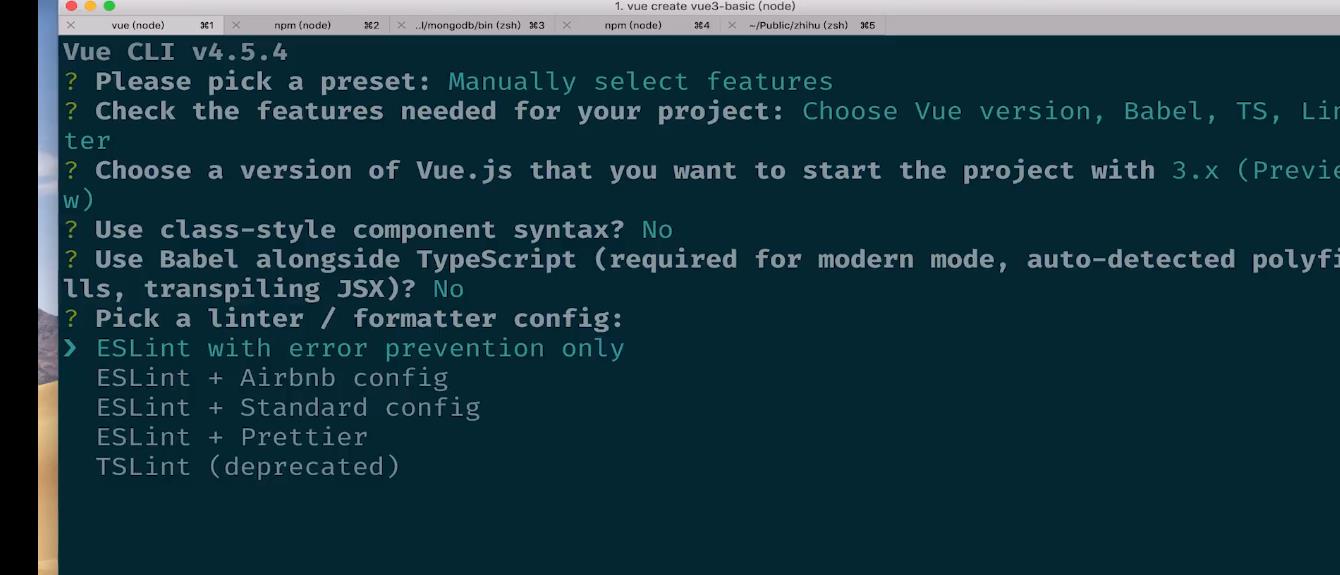 1. vue create vue3-basic (node)
× vue (node) ⌘1 × npm (node) ⌘2 × ..l/mongodb/bin (zsh) ⌘3 × npm (node) ⌘4 × ~/Public/zhihu (zsh) ⌘5
Vue CLI v4.5.4
? Please pick a preset: Manually select features
? Check the features needed for your project: Choose Vue version, Babel, TS, Lin
ter
? Choose a version of Vue.js that you want to start the project with 3.x (Previe
w)
? Use class-style component syntax? No
? Use Babel alongside TypeScript (required for modern mode, auto-detected polyfi
lls, transpiling JSX)? No
? Pick a linter / formatter config:
❯ ESLint with error prevention only
ESLint + Airbnb config
ESLint + Standard config
ESLint + Prettier
TSLint (deprecated)